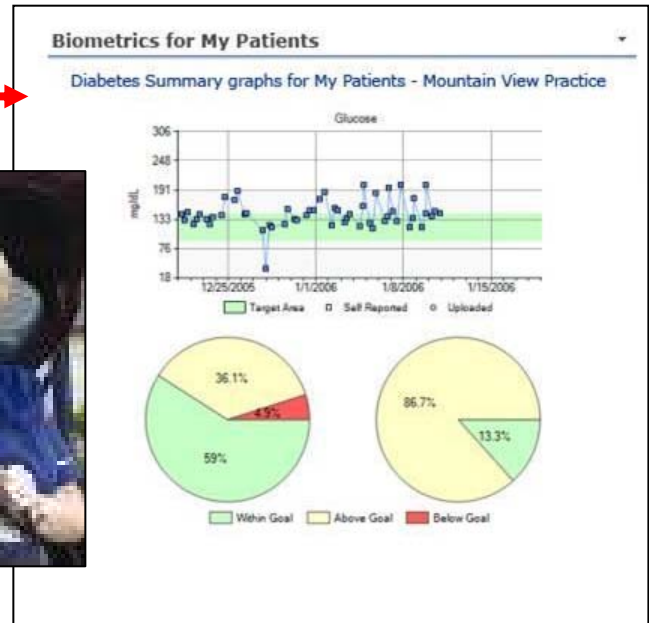 Biometrics for My Patients
Diabetes Summary graphs for My Patients - Mountain View Practice
Glucose
306
248
191
133
76
18
mg/dL
12/25/2005 1/1/2006 1/8/2006 1/15/2006
Target Area Self Reported Uploaded
36.1%
4.9%
59%
86.7%
13.3%
Within Goal Above Goal Below Goal